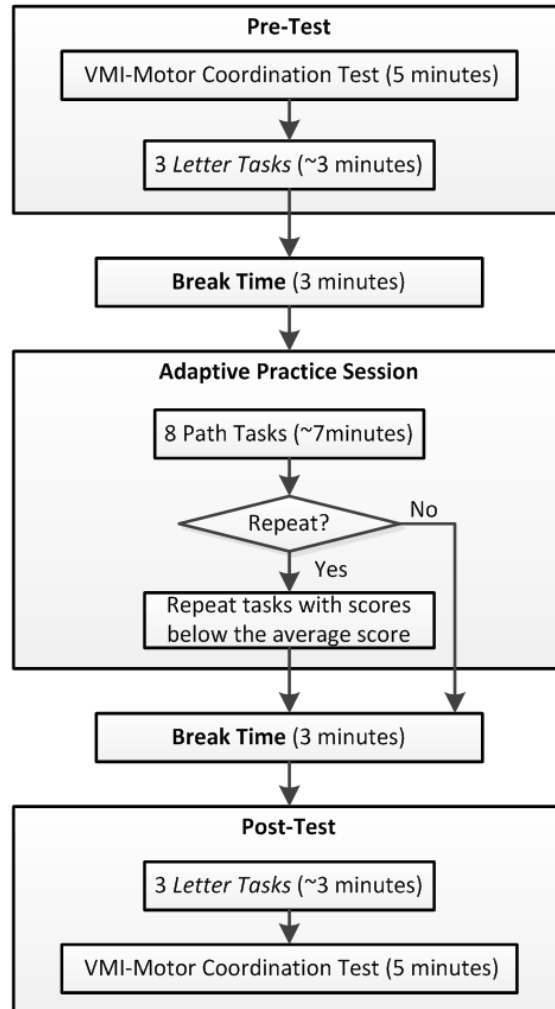 Pre-Test
VMI-Motor Coordination Test (5 minutes)
3 Letter Tasks (~3 minutes)
Break Time (3 minutes)
Adaptive Practice Session
8 Path Tasks (~7minutes)
Repeat?
No
Yes
Repeat tasks with scores
below the average score
Break Time (3 minutes)
Post-Test
3 Letter Tasks (~3 minutes)
VMI-Motor Coordination Test (5 minutes)